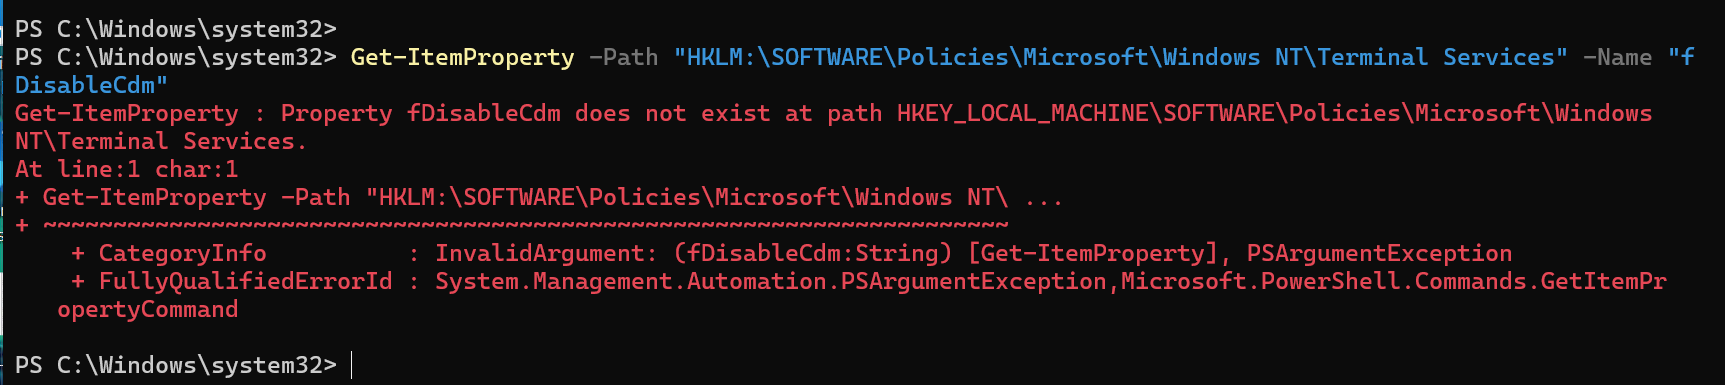 PS C:\Windows\system32>
PS C:\Windows\system32> Get-ItemProperty -Path "HKLM:\SOFTWARE\Policies\Microsoft\Windows NT\Terminal Services" -Name "f
DisableCdm"
Get-ItemProperty : Property fDisableCdm does not exist at path HKEY_LOCAL_MACHINE\SOFTWARE\Policies\Microsoft\Windows
NT\Terminal Services.
At line:1 char:1
+ Get-ItemProperty -Path "HKLM:\SOFTWARE\Policies\Microsoft\Windows NT\ ...
+ ~~~~~~~~~~~~~~~~~~~~~~~~~~~~~~~~~~~~~~~~~~~~~~~~~~~~~~~~~~~~~~~~~~~~~
    + CategoryInfo          : InvalidArgument: (fDisableCdm:String) [Get-ItemProperty], PSArgumentException
    + FullyQualifiedErrorId : System.Management.Automation.PSArgumentException,Microsoft.PowerShell.Commands.GetItemPr
   opertyCommand
PS C:\Windows\system32>